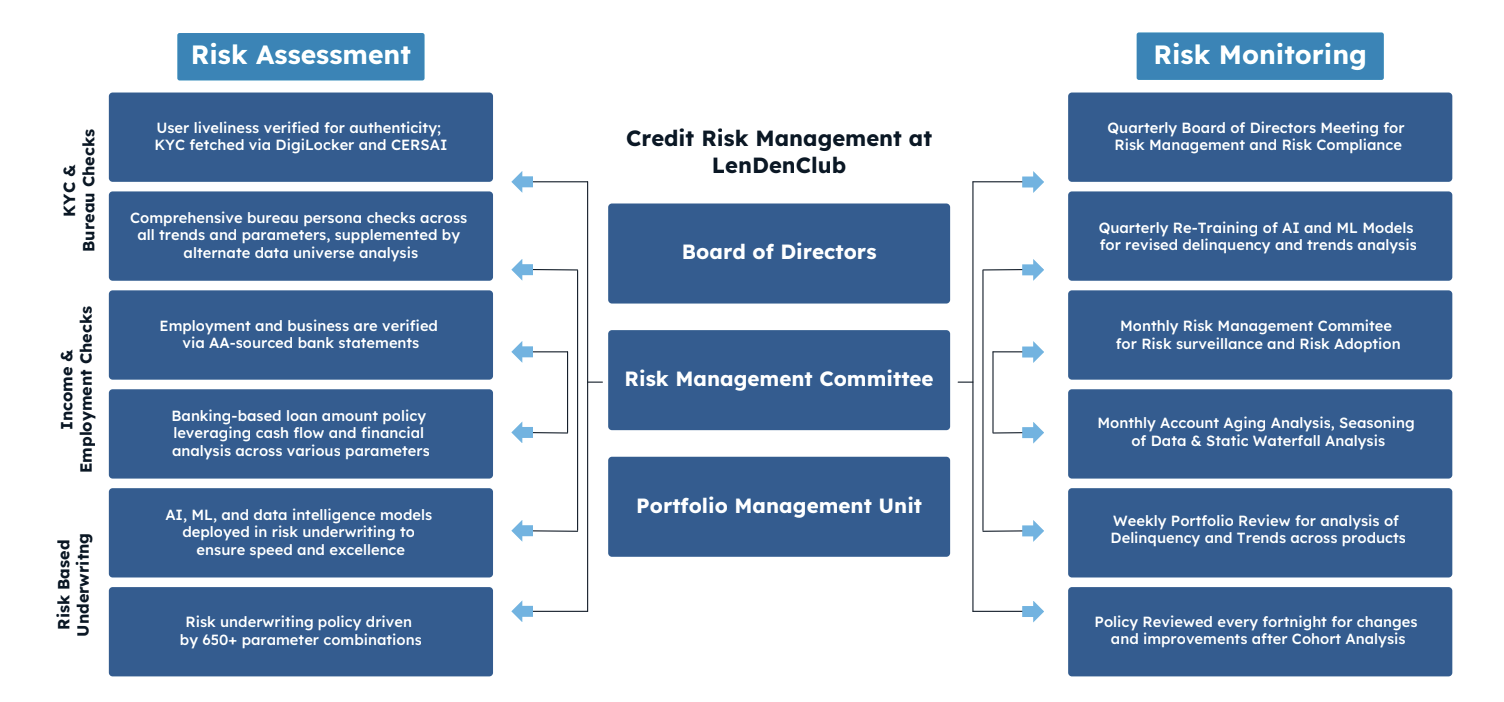 Risk Assessment
KYC &
Bureau Checks
User liveliness verified for authenticity;
KYC fetched via DigiLocker and CERSAI
Comprehensive bureau persona checks across
all trends and parameters, supplemented by
alternate data universe analysis
Income &
Employment Checks
Employment and business are verified
via AA-sourced bank statements
Banking-based loan amount policy
leveraging cash flow and financial
analysis across various parameters
Risk Based
Underwritng
AI, ML, and data intelligence models
deployed in risk underwriting to
ensure speed and excellence
Risk underwriting policy driven
by 650+ parameter combinations
Credit Risk Management at
LenDenClub
Board of Directors
Risk Management Committee
Portfolio Management Unit
Risk Monitoring
Quarterly Board of Directors Meeting for
Risk Management and Risk Compliance
Quarterly Re-Training of AI and ML Models
for revised delinquency and trends analysis
Monthly Risk Management Commitee
for Risk surveillance and Risk Adoption
Monthly Account Aging Analysis, Seasoning
of Data & Static Waterfall Analysis
Weekly Portfolio Review for analysis of
Delinquency and Trends across products
Policy Reviewed every fortnight for changes
and improvements after Cohort Analysis